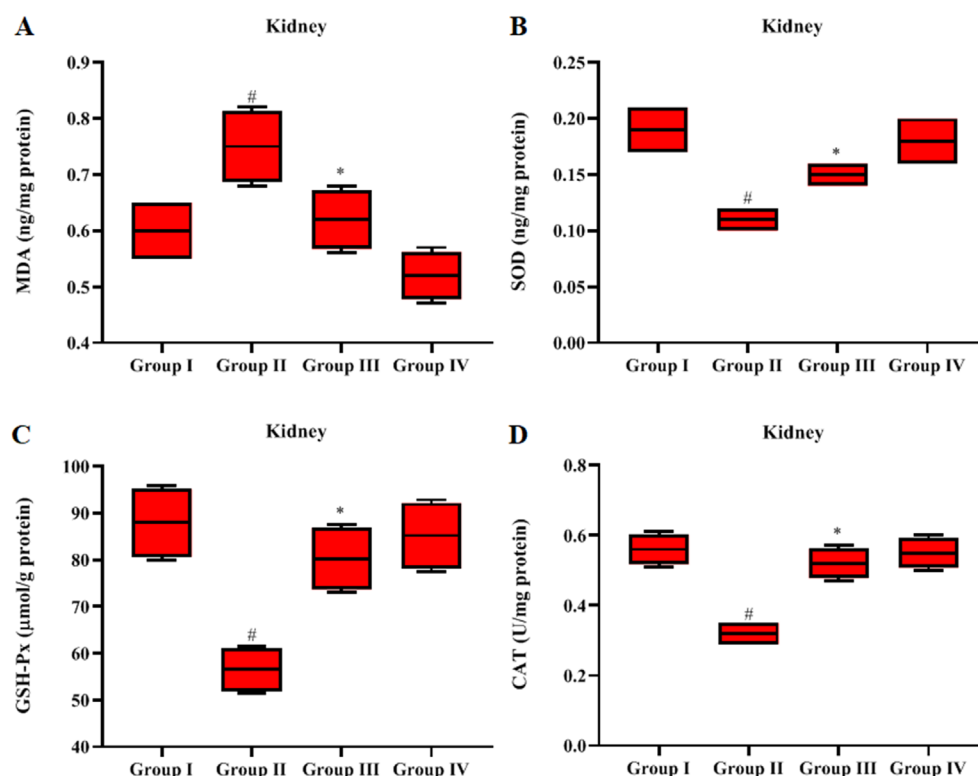 A
Kidney
MDA (ng/mg protein)
0.9
0.8
0.7
0.6
0.5
0.4
#
*
Group I Group II Group III Group IV
B
Kidney
SOD (ng/mg protein)
0.25
0.20
0.15
0.10
0.05
0.00
#
*
Group I Group II Group III Group IV
C
Kidney
GSH-Px (μmol/g protein)
100
90
80
70
60
50
40
#
*
Group I Group II Group III Group IV
D
Kidney
CAT (U/mg protein)
0.8
0.6
0.4
0.2
0.0
#
*
Group I Group II Group III Group IV